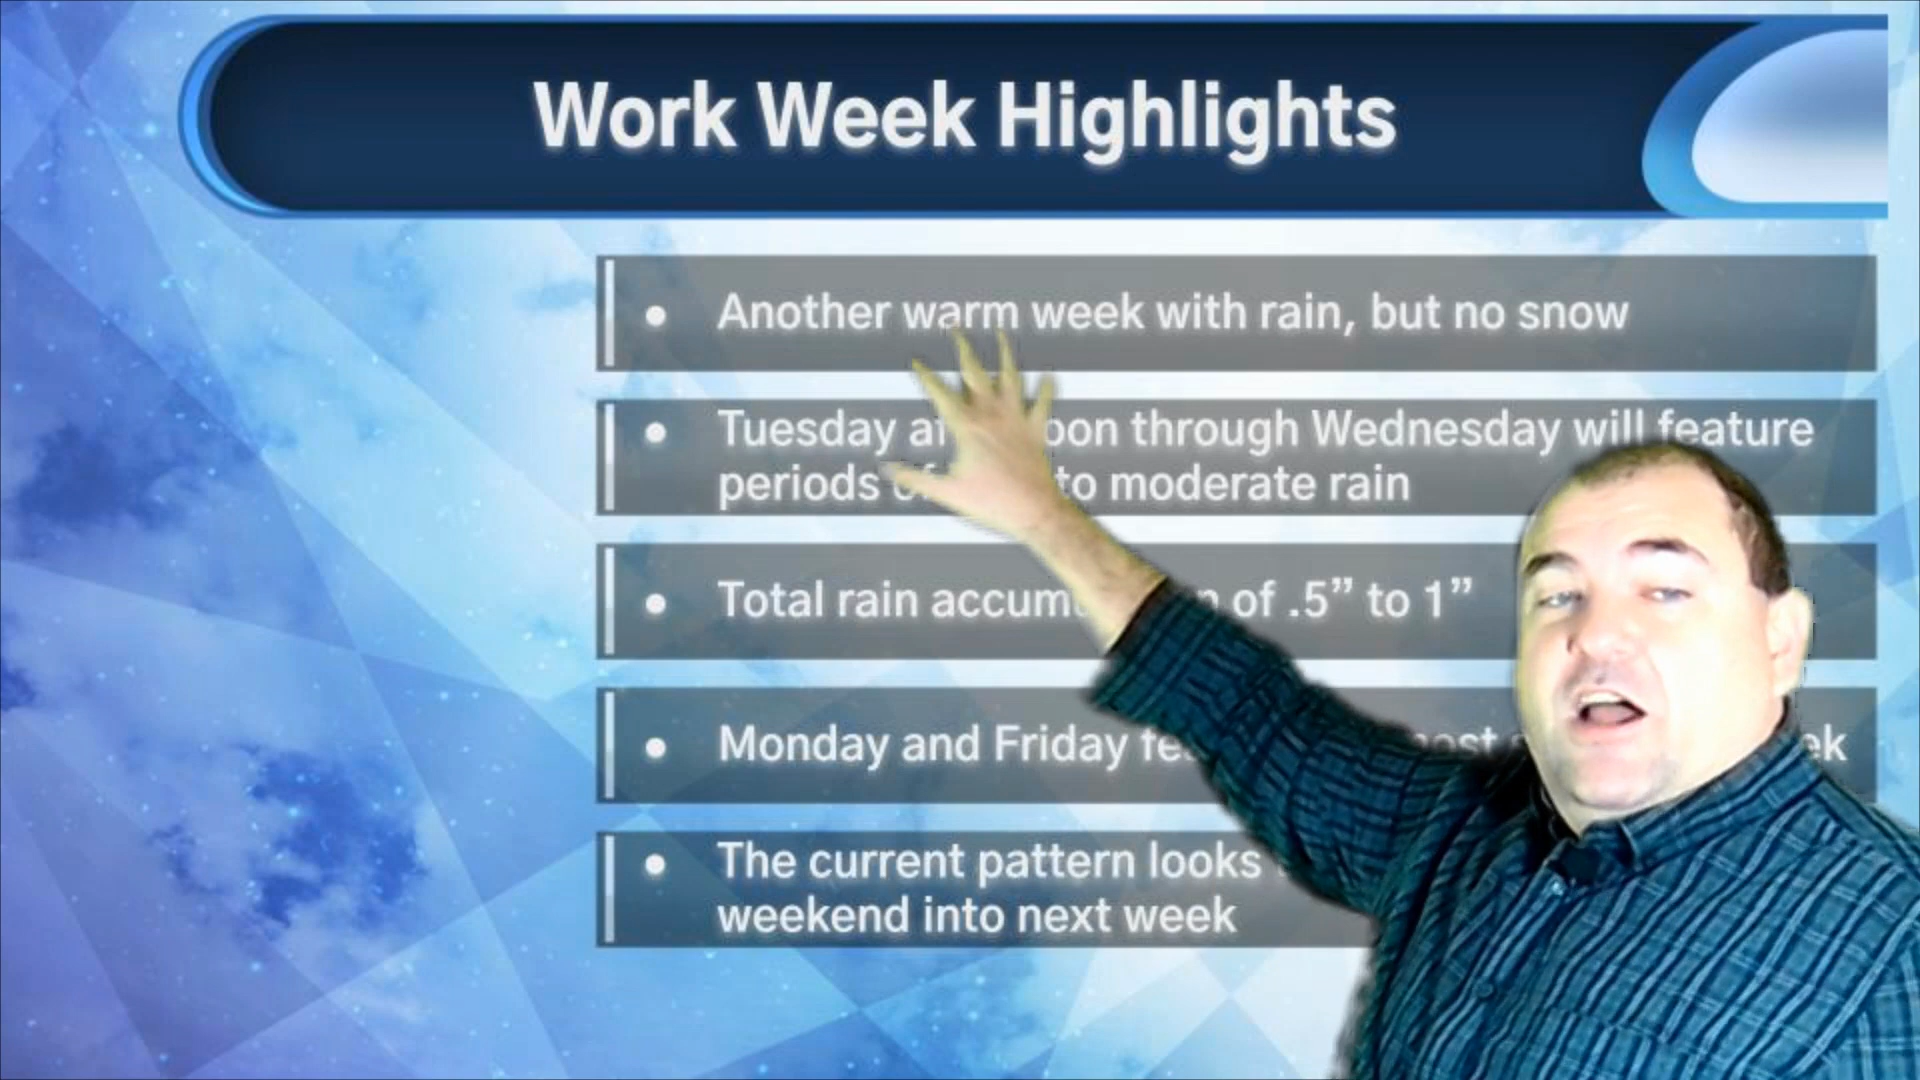 Work Week Highlights
• Another warm week with rain, but no snow
• Tuesday through Wednesday will feature
periods to moderate rain
• Total rain of .5” to 1”
• Monday and Friday
• The current pattern looks
weekend into next week